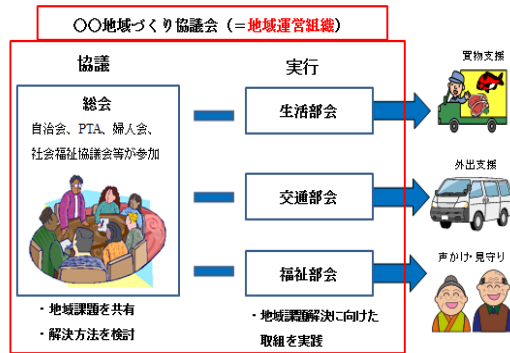 〇〇地域づくり協議会（＝地域運営組織）
協議
実行
総会
自治会、PTA、婦人会、
社会福祉協議会等が参加
・地域課題を共有
・解決方法を検討
生活部会
交通部会
福祉部会
・地域課題解決に向けた
取組を実践
買物支援
外出支援
声かけ・見守り